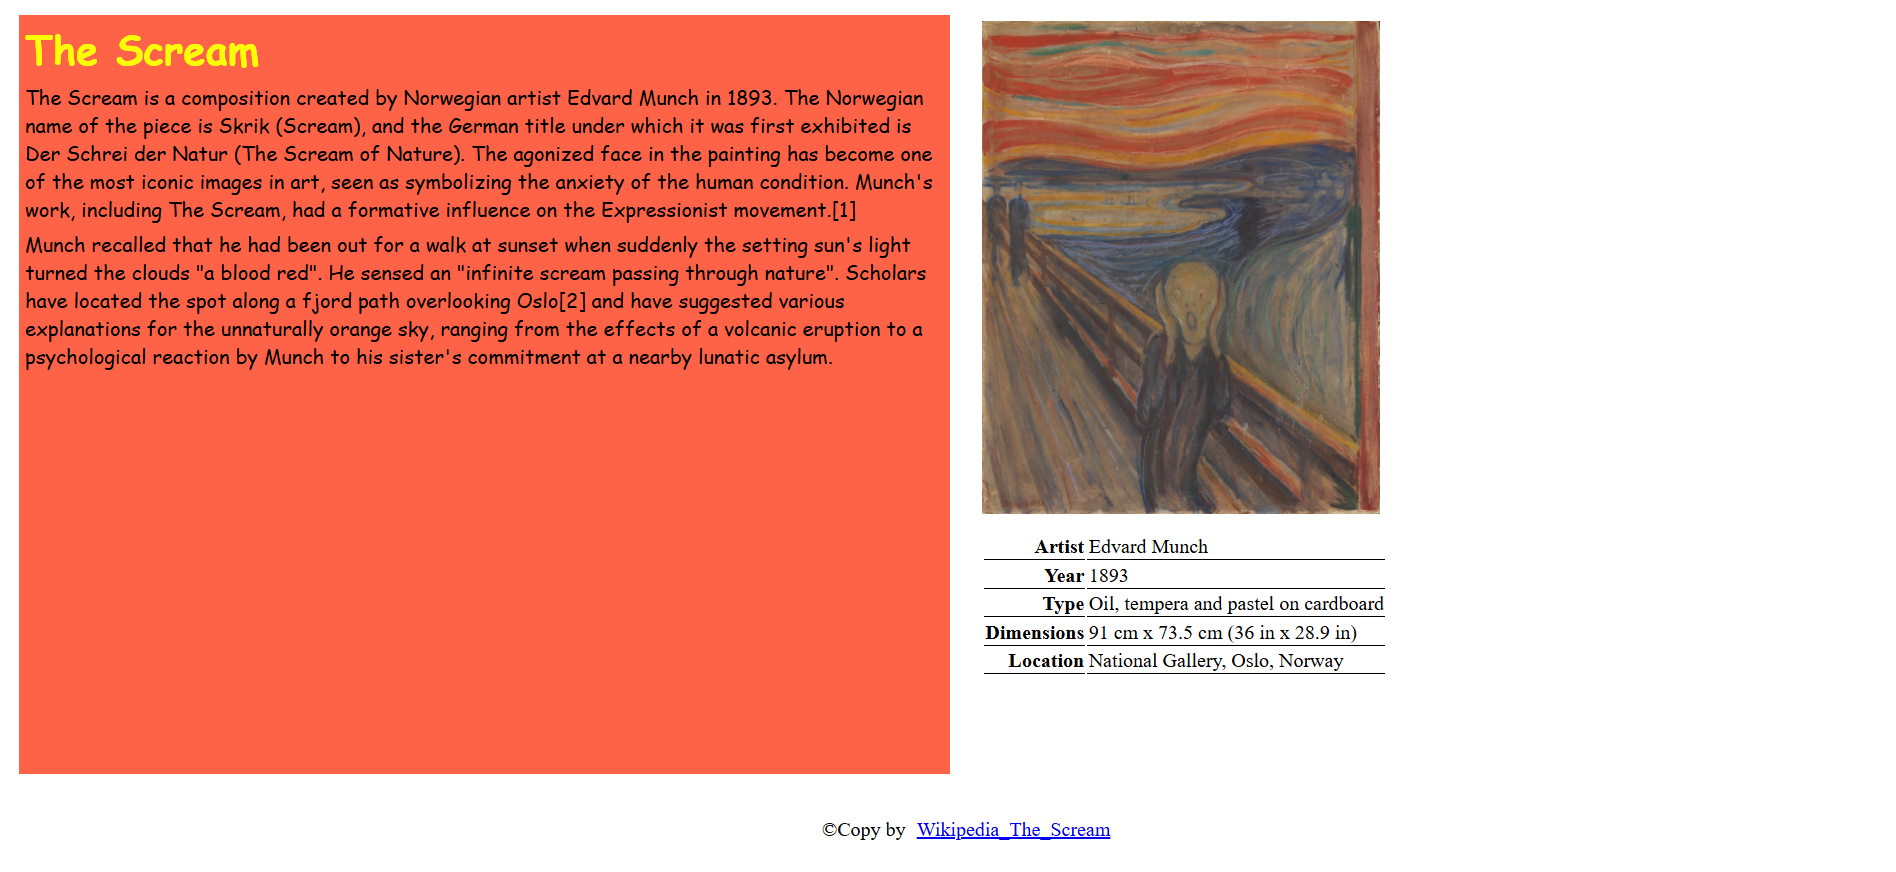 The Scream
The Scream is a composition created by Norwegian artist Edvard Munch in 1893. The Norwegian
name of the piece is Skrik (Scream), and the German title under which it was first exhibited is
Der Schrei der Natur (The Scream of Nature). The agonized face in the painting has become one
of the most iconic images in art, seen as symbolizing the anxiety of the human condition. Munch's
work, including The Scream, had a formative influence on the Expressionist movement.[1]
Munch recalled that he had been out for a walk at sunset when suddenly the setting sun's light
turned the clouds "a blood red". He sensed an "infinite scream passing through nature". Scholars
have located the spot along a fjord path overlooking Oslo[2] and have suggested various
explanations for the unnaturally orange sky, ranging from the effects of a volcanic eruption to a
psychological reaction by Munch to his sister's commitment at a nearby lunatic asylum.
Artist Edvard Munch
Year 1893
Type Oil, tempera and pastel on cardboard
Dimensions 91 cm x 73.5 cm (36 in x 28.9 in)
Location National Gallery, Oslo, Norway
©Copy by Wikipedia_The_Scream